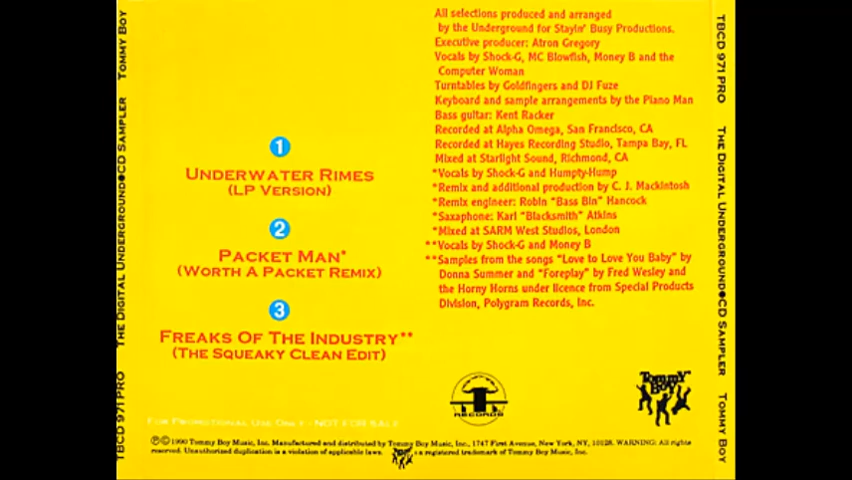 TBCD 971 PRO The Digital Underground●CD Sampler Tommy Boy
1
Underwater Rimes
(LP Version)
2
Packet Man*
(Worth A Packet Remix)
3
Freaks Of The Industry**
(The Squeaky Clean Edit)
All selections produced and arranged
by the Underground for Stayin' Busy Productions.
Executive producer: Atron Gregory
Vocals by Shock-G, MC Blowfish, Money B and the
Computer Woman
Turntables by Goldfingers and DJ Fuze
Keyboard and sample arrangements by the Piano Man
Bass guitar: Kent Racker
Recorded at Alpha Omega, San Francisco, CA
Recorded at Hayes Recording Studio, Tampa Bay, FL
Mixed at Starlight Sound, Richmond, CA
*Vocals by Shock-G and Humpty-Hump
*Remix and additional production by C. J. Mackintosh
*Remix engineer: Robin "Bass Bin" Hancock
*Saxaphone: Karl "Blacksmith" Atkins
*Mixed at SARM West Studios, London
**Vocals by Shock-G and Money B
**Samples from the songs "Love to Love You Baby" by
Donna Summer and "Foreplay" by Fred Wesley and
the Horny Horns under licence from Special Products
Division, Polygram Records, Inc.
RECORDS
Tommy Boy
For Promotional Use Only - NOT FOR SALE
℗© 1990 Tommy Boy Music, Inc. Manufactured and distributed by Tommy Boy Music, Inc., 1747 First Avenue, New York, NY, 10128. WARNING: All rights
reserved. Unauthorized duplication is a violation of applicable laws. is a registered trademark of Tommy Boy Music, Inc.
TBCD 971 PRO The Digital Underground●CD Sampler Tommy Boy